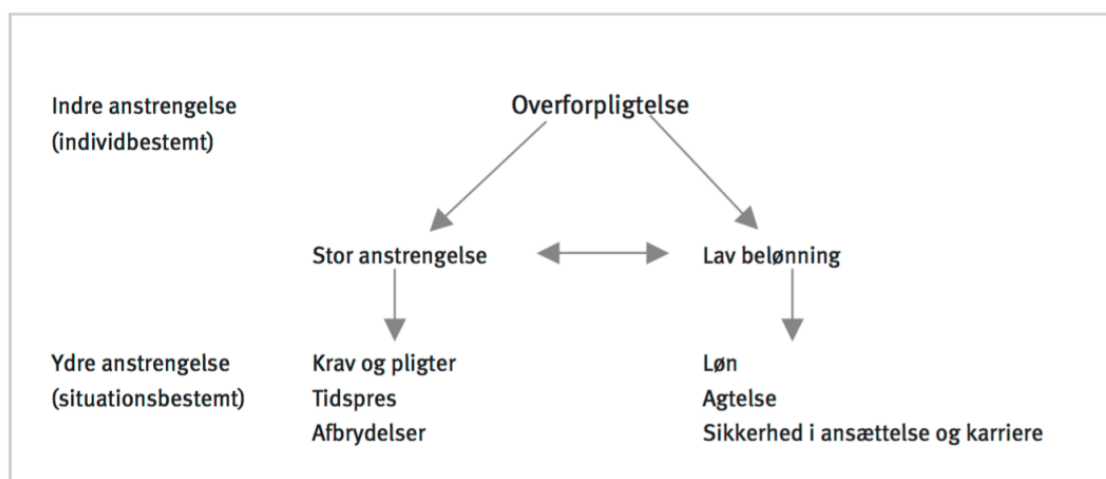 Indre anstrengelse
(individbestemt)
Overforpligtelse
Stor anstrengelse
Lav belønning
Ydre anstrengelse
(situationsbestemt)
Krav og pligter
Tidspres
Afbrydelser
Løn
Agtelse
Sikkerhed i ansættelse og karriere